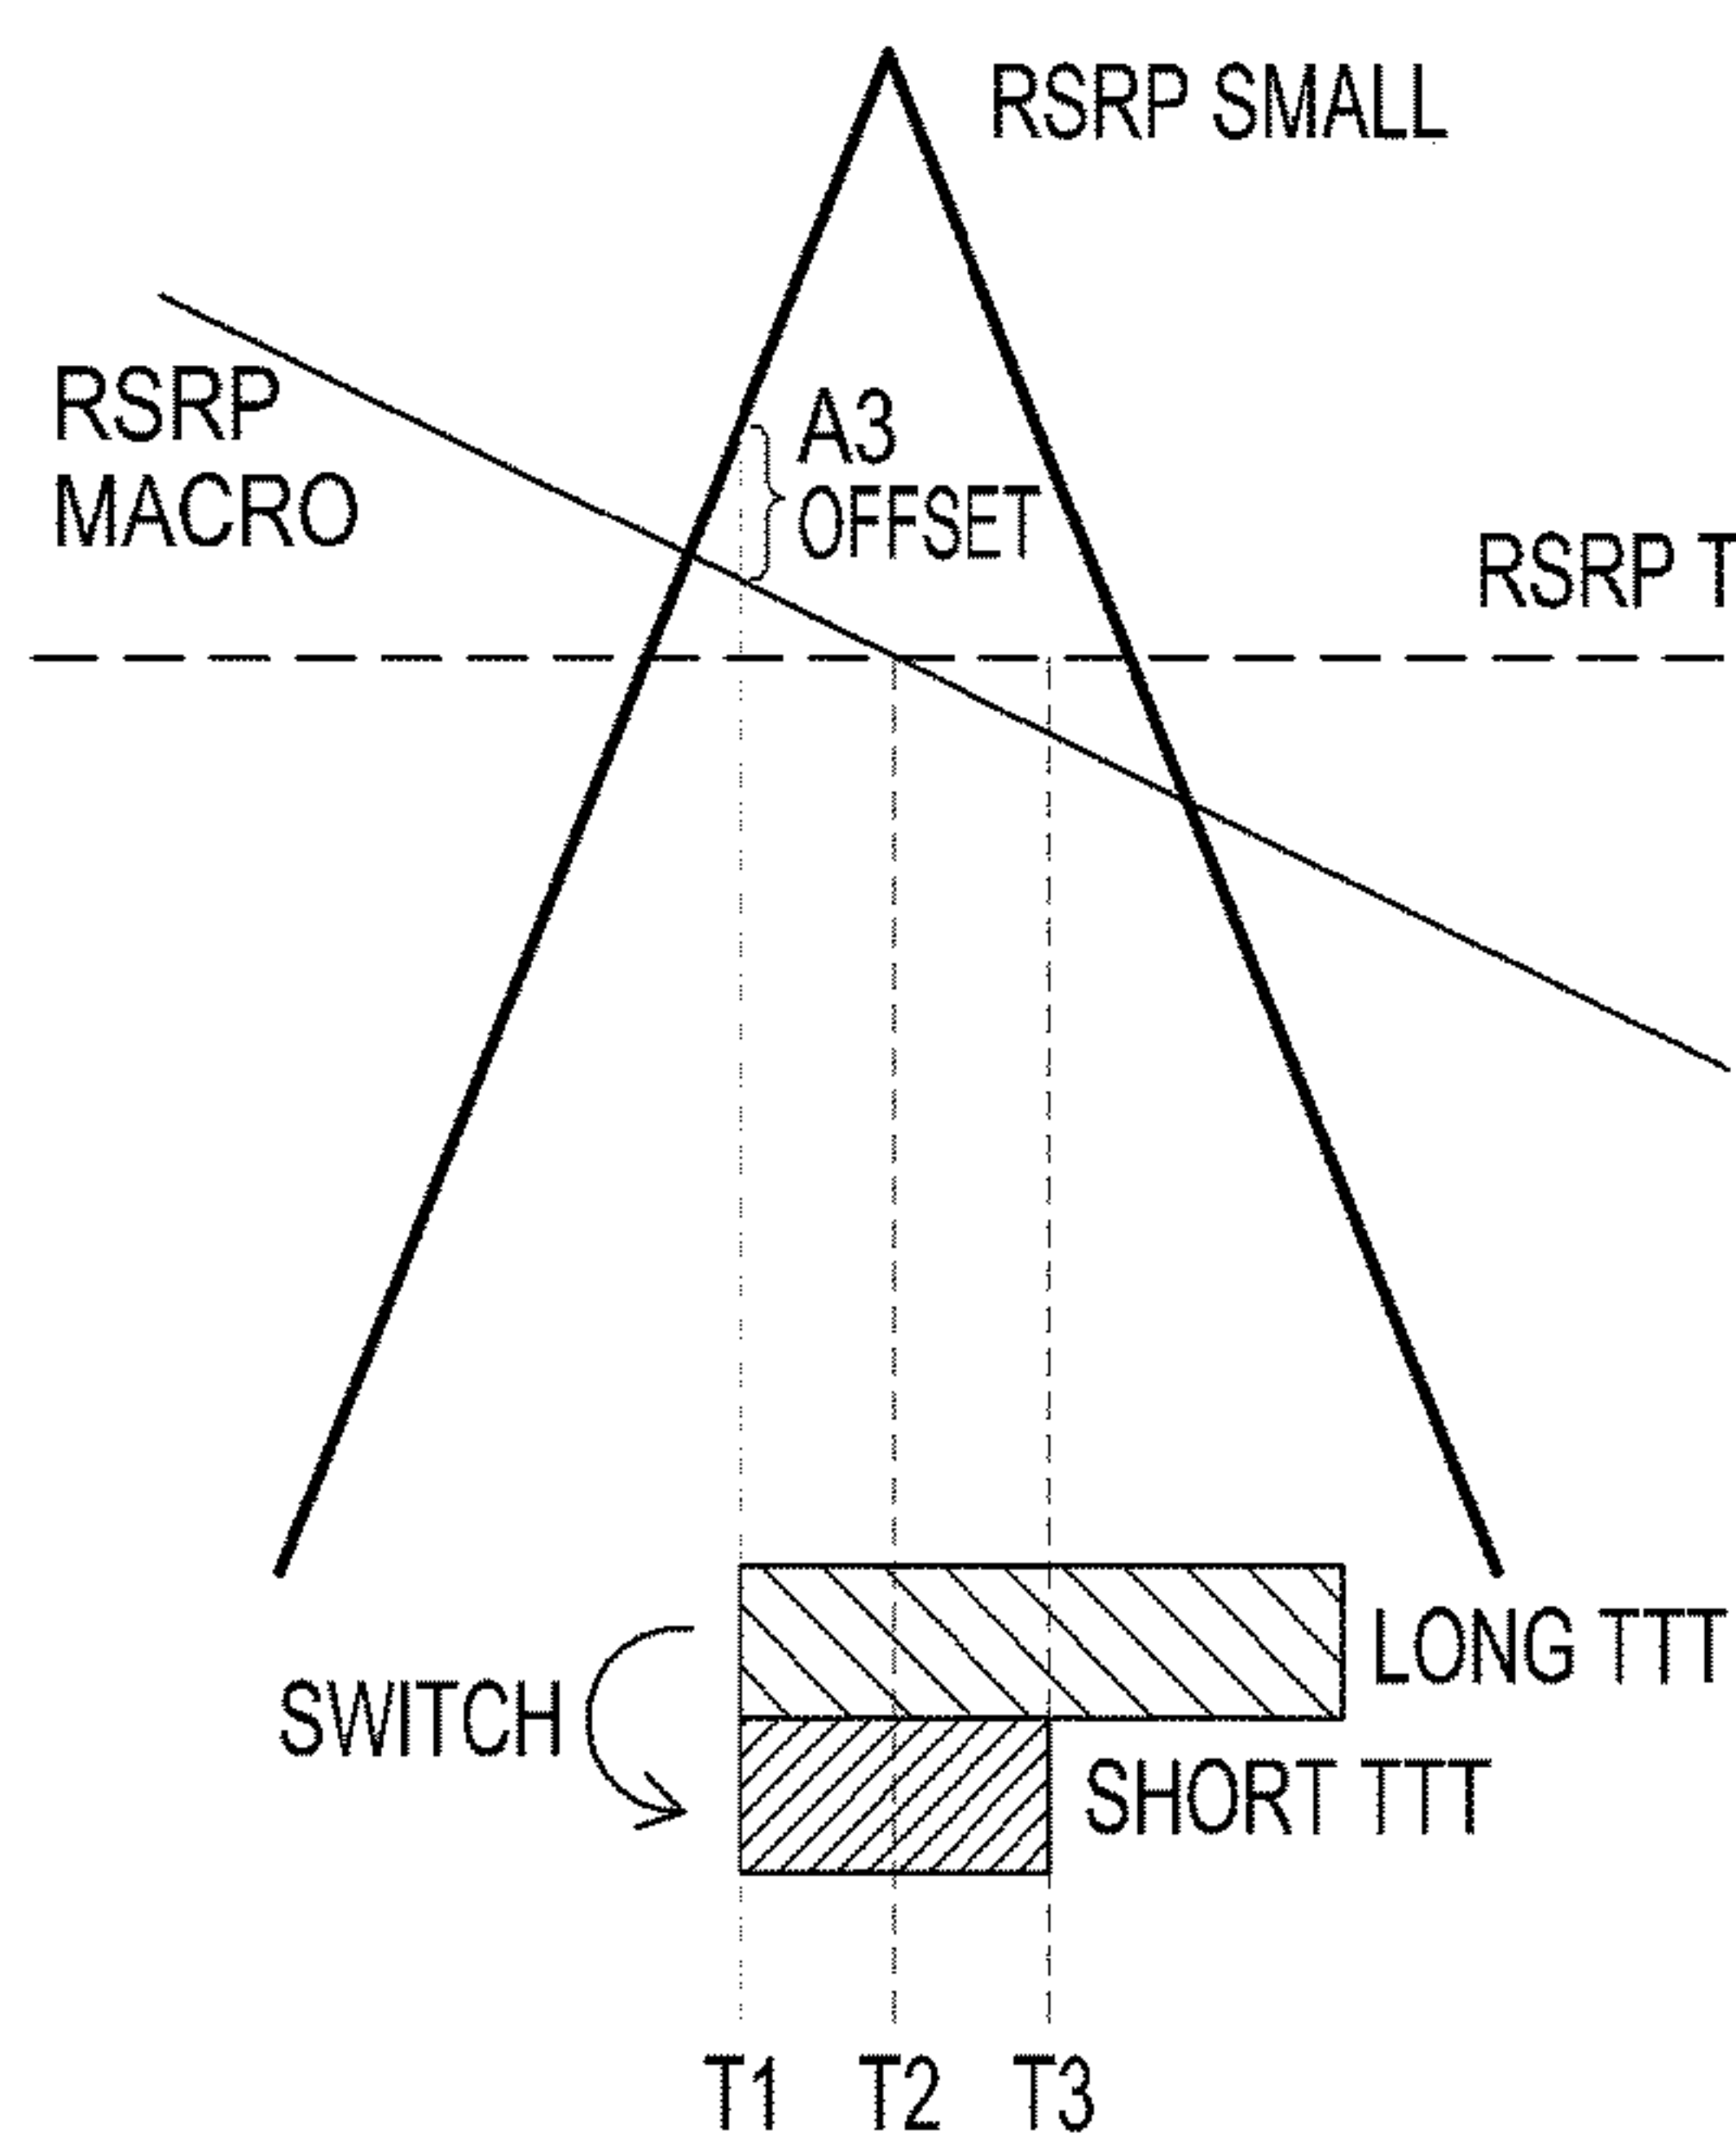 RSRP SMALL
RSRP
MACRO
A3
OFFSET
RSRP T
LONG TTT
SWITCH
SHORT TTT
T1 T2 T3